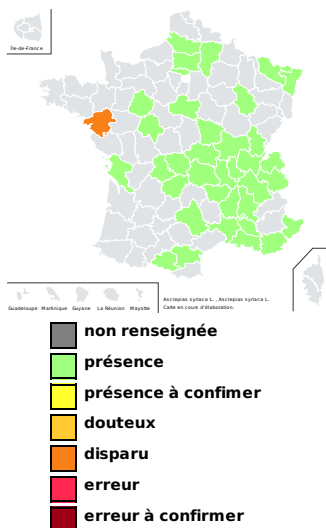 Île-de-France
Asclepias syriaca L. , Asclepias syriaca L.
Carte en cours d'élaboration.
Guadeloupe Martinique Guyane La Réunion Mayotte
non renseignée
présence
présence à confimer
douteux
disparu
erreur
erreur à confirmer